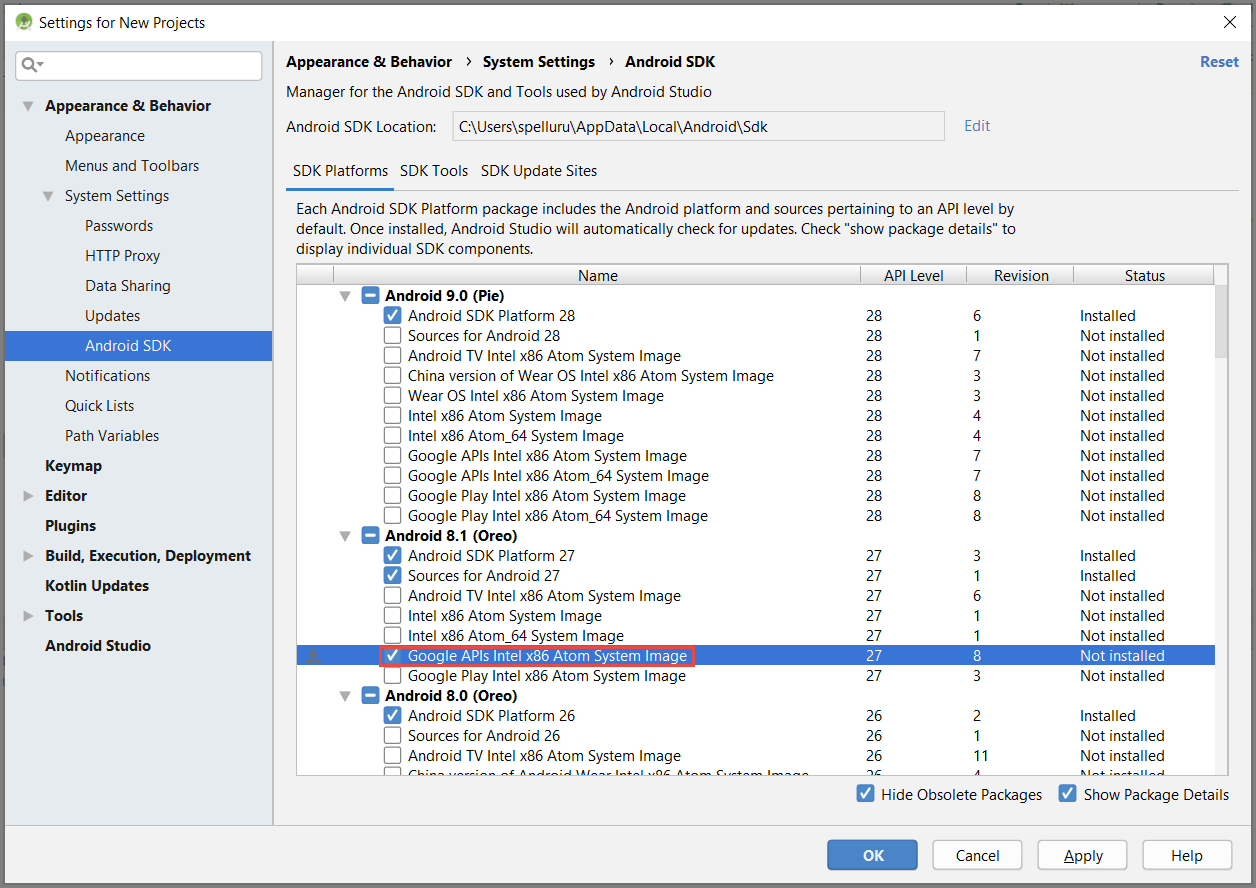 Settings for New Projects
Appearance & Behavior
Appearance
Menus and Toolbars
System Settings
Passwords
HTTP Proxy
Data Sharing
Updates
Android SDK
Notifications
Quick Lists
Path Variables
Keymap
Editor
Plugins
Build, Execution, Deployment
Kotlin Updates
Tools
Android Studio
Appearance & Behavior › System Settings › Android SDK
Reset
Manager for the Android SDK and Tools used by Android Studio
Android SDK Location: C:\Users\spelluru\AppData\Local\Android\Sdk Edit
SDK Platforms SDK Tools SDK Update Sites
Each Android SDK Platform package includes the Android platform and sources pertaining to an API level by
default. Once installed, Android Studio will automatically check for updates. Check "show package details" to
display individual SDK components.
Name API Level Revision Status
Android 9.0 (Pie)
Android SDK Platform 28 28 6 Installed
Sources for Android 28 28 1 Not installed
Android TV Intel x86 Atom System Image 28 7 Not installed
China version of Wear OS Intel x86 Atom System Image 28 3 Not installed
Wear OS Intel x86 Atom System Image 28 3 Not installed
Intel x86 Atom System Image 28 4 Not installed
Intel x86 Atom_64 System Image 28 4 Not installed
Google APIs Intel x86 Atom System Image 28 7 Not installed
Google APIs Intel x86 Atom_64 System Image 28 7 Not installed
Google Play Intel x86 Atom System Image 28 8 Not installed
Google Play Intel x86 Atom_64 System Image 28 8 Not installed
Android 8.1 (Oreo)
Android SDK Platform 27 27 3 Installed
Sources for Android 27 27 1 Installed
Android TV Intel x86 Atom System Image 27 6 Not installed
Intel x86 Atom System Image 27 1 Not installed
Intel x86 Atom_64 System Image 27 1 Not installed
Google APIs Intel x86 Atom System Image 27 8 Not installed
Google Play Intel x86 Atom System Image 27 3 Not installed
Android 8.0 (Oreo)
Android SDK Platform 26 26 2 Installed
Sources for Android 26 26 1 Not installed
Android TV Intel x86 Atom System Image 26 11 Not installed
China version of Android Wear Intel x86 Atom System Image 26 4 Not installed
Hide Obsolete Packages Show Package Details
OK Cancel Apply Help